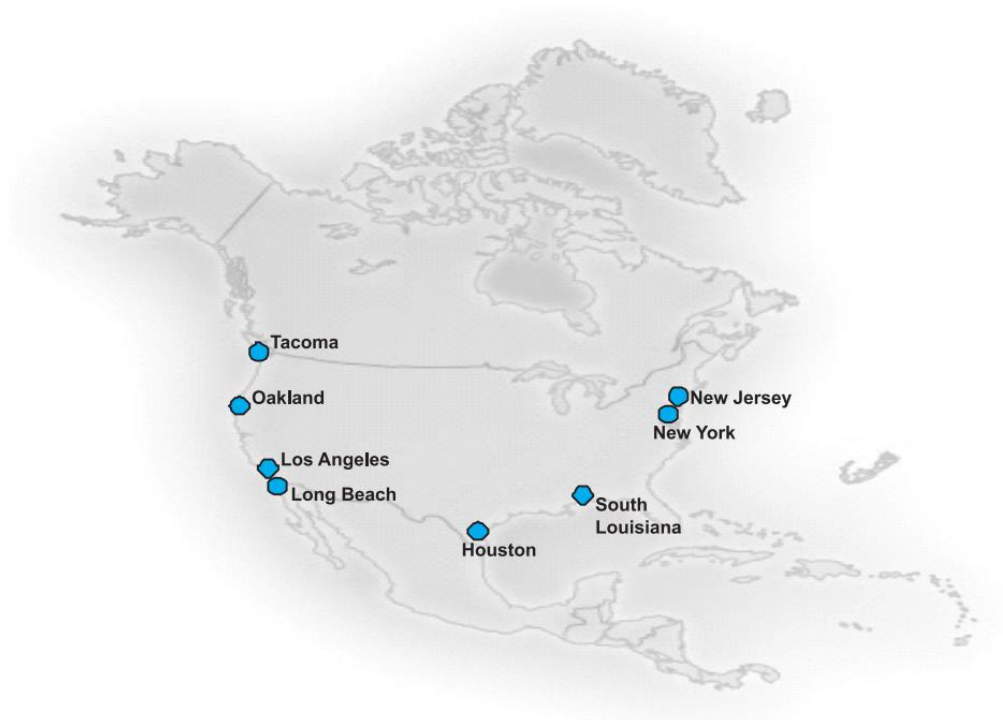 Tacoma
Oakland
New Jersey
New York
Los Angeles
Long Beach
South
Louisiana
Houston